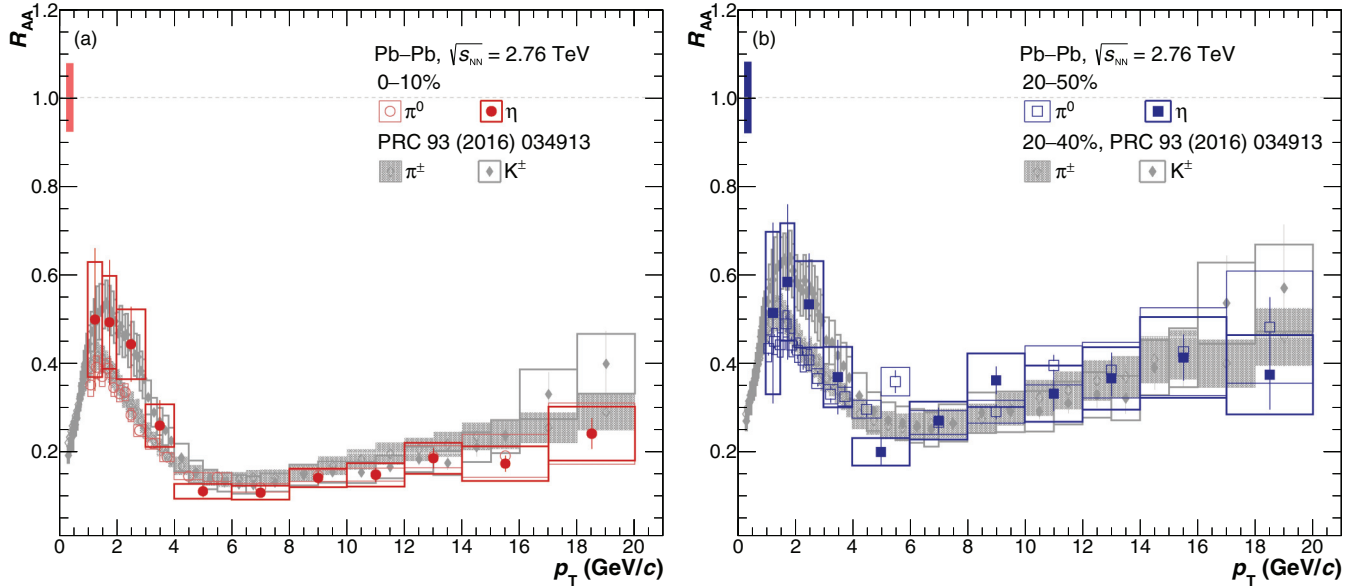 R_AA
1.2
1.0
0.8
0.6
0.4
0.2
(a)
Pb–Pb, √s_NN = 2.76 TeV
0–10%
π⁰ η
PRC 93 (2016) 034913
π± K±
0 2 4 6 8 10 12 14 16 18 20
p_T (GeV/c)
R_AA
1.2
1.0
0.8
0.6
0.4
0.2
(b)
Pb–Pb, √s_NN = 2.76 TeV
20–50%
π⁰ η
20–40%, PRC 93 (2016) 034913
π± K±
0 2 4 6 8 10 12 14 16 18 20
p_T (GeV/c)